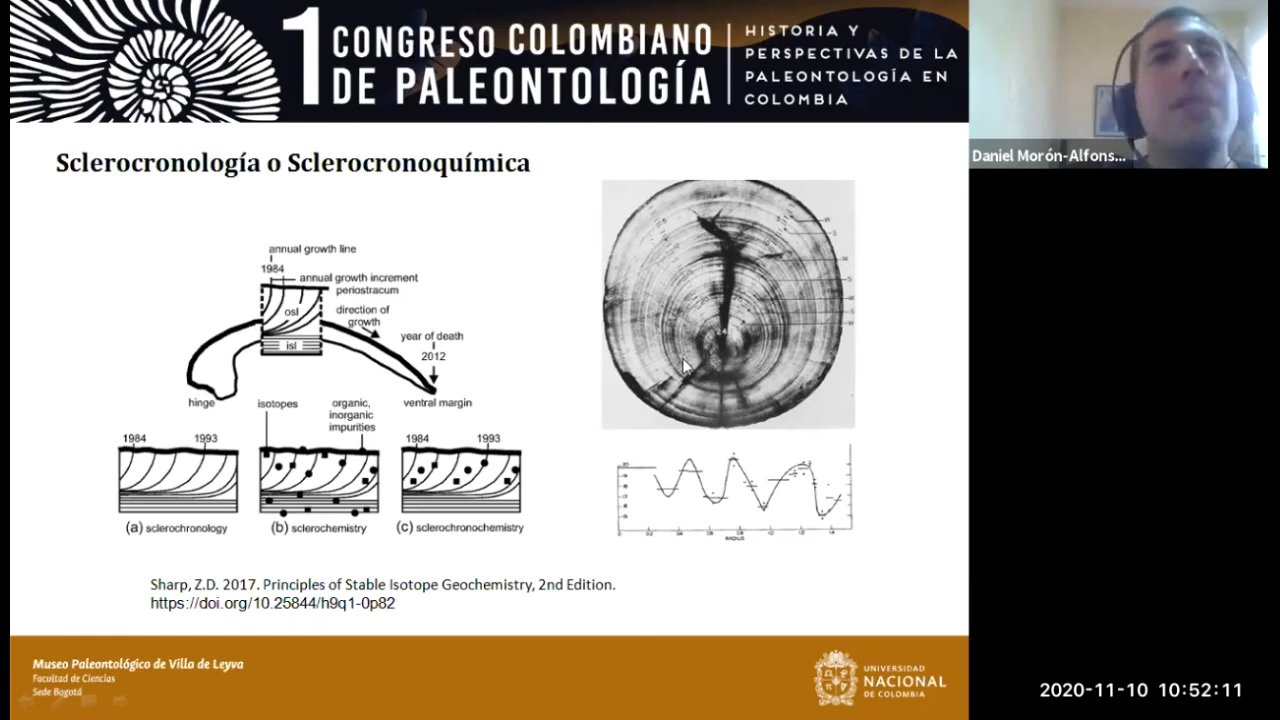 1 CONGRESO COLOMBIANO
DE PALEONTOLOGÍA
HISTORIA Y
PERSPECTIVAS DE LA
PALEONTOLOGÍA EN
COLOMBIA
Daniel Morón-Alfons...
Sclerocronología o Sclerocronoquímica
annual growth line
1984
annual growth increment
periostracum
osl
direction of
growth
year of death
isl
2012
hinge
isotopes
organic,
inorganic
impurities
ventral margin
1984 1993
1984 1993
(a) sclerochronology
(b) sclerochemistry
(c) sclerochronochemistry
RADIUS
Sharp, Z.D. 2017. Principles of Stable Isotope Geochemistry, 2nd Edition.
https://doi.org/10.25844/h9q1-0p82
Museo Paleontológico de Villa de Leyva
Facultad de Ciencias
Sede Bogotá
UNIVERSIDAD
NACIONAL
DE COLOMBIA
2020-11-10 10:52:11